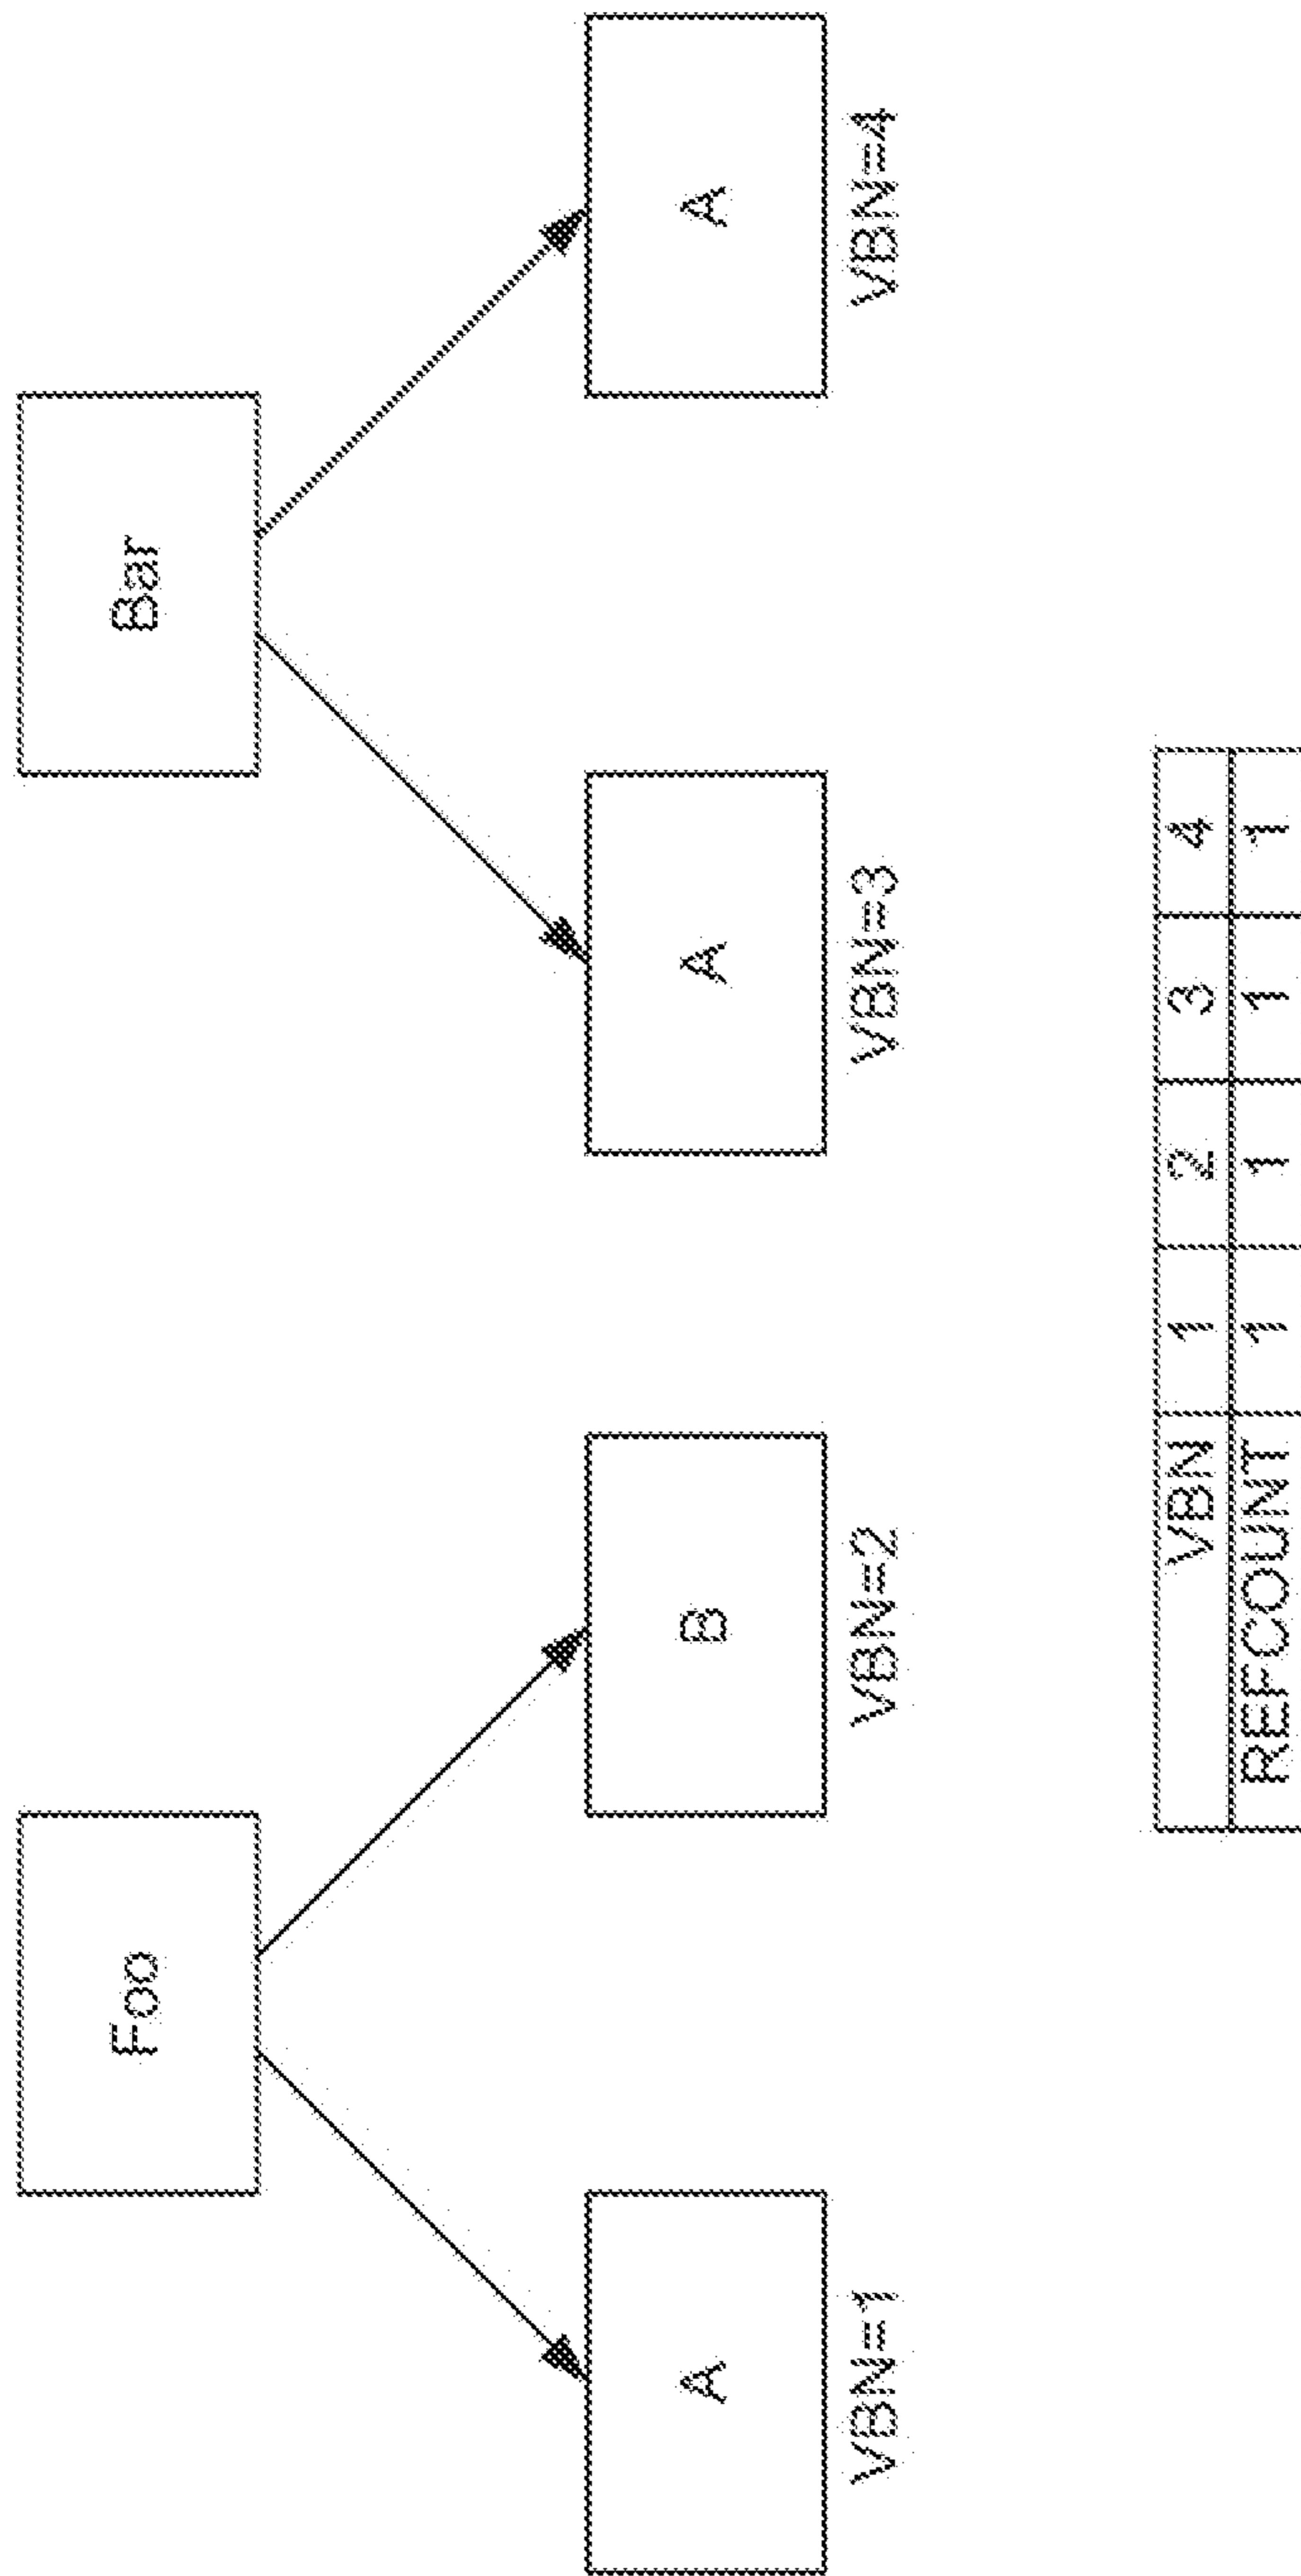 Foo
Bar
A
B
A
A
VBN=1
VBN=2
VBN=3
VBN=4
VBN 1 2 3 4
REFCOUNT 1 1 1 1